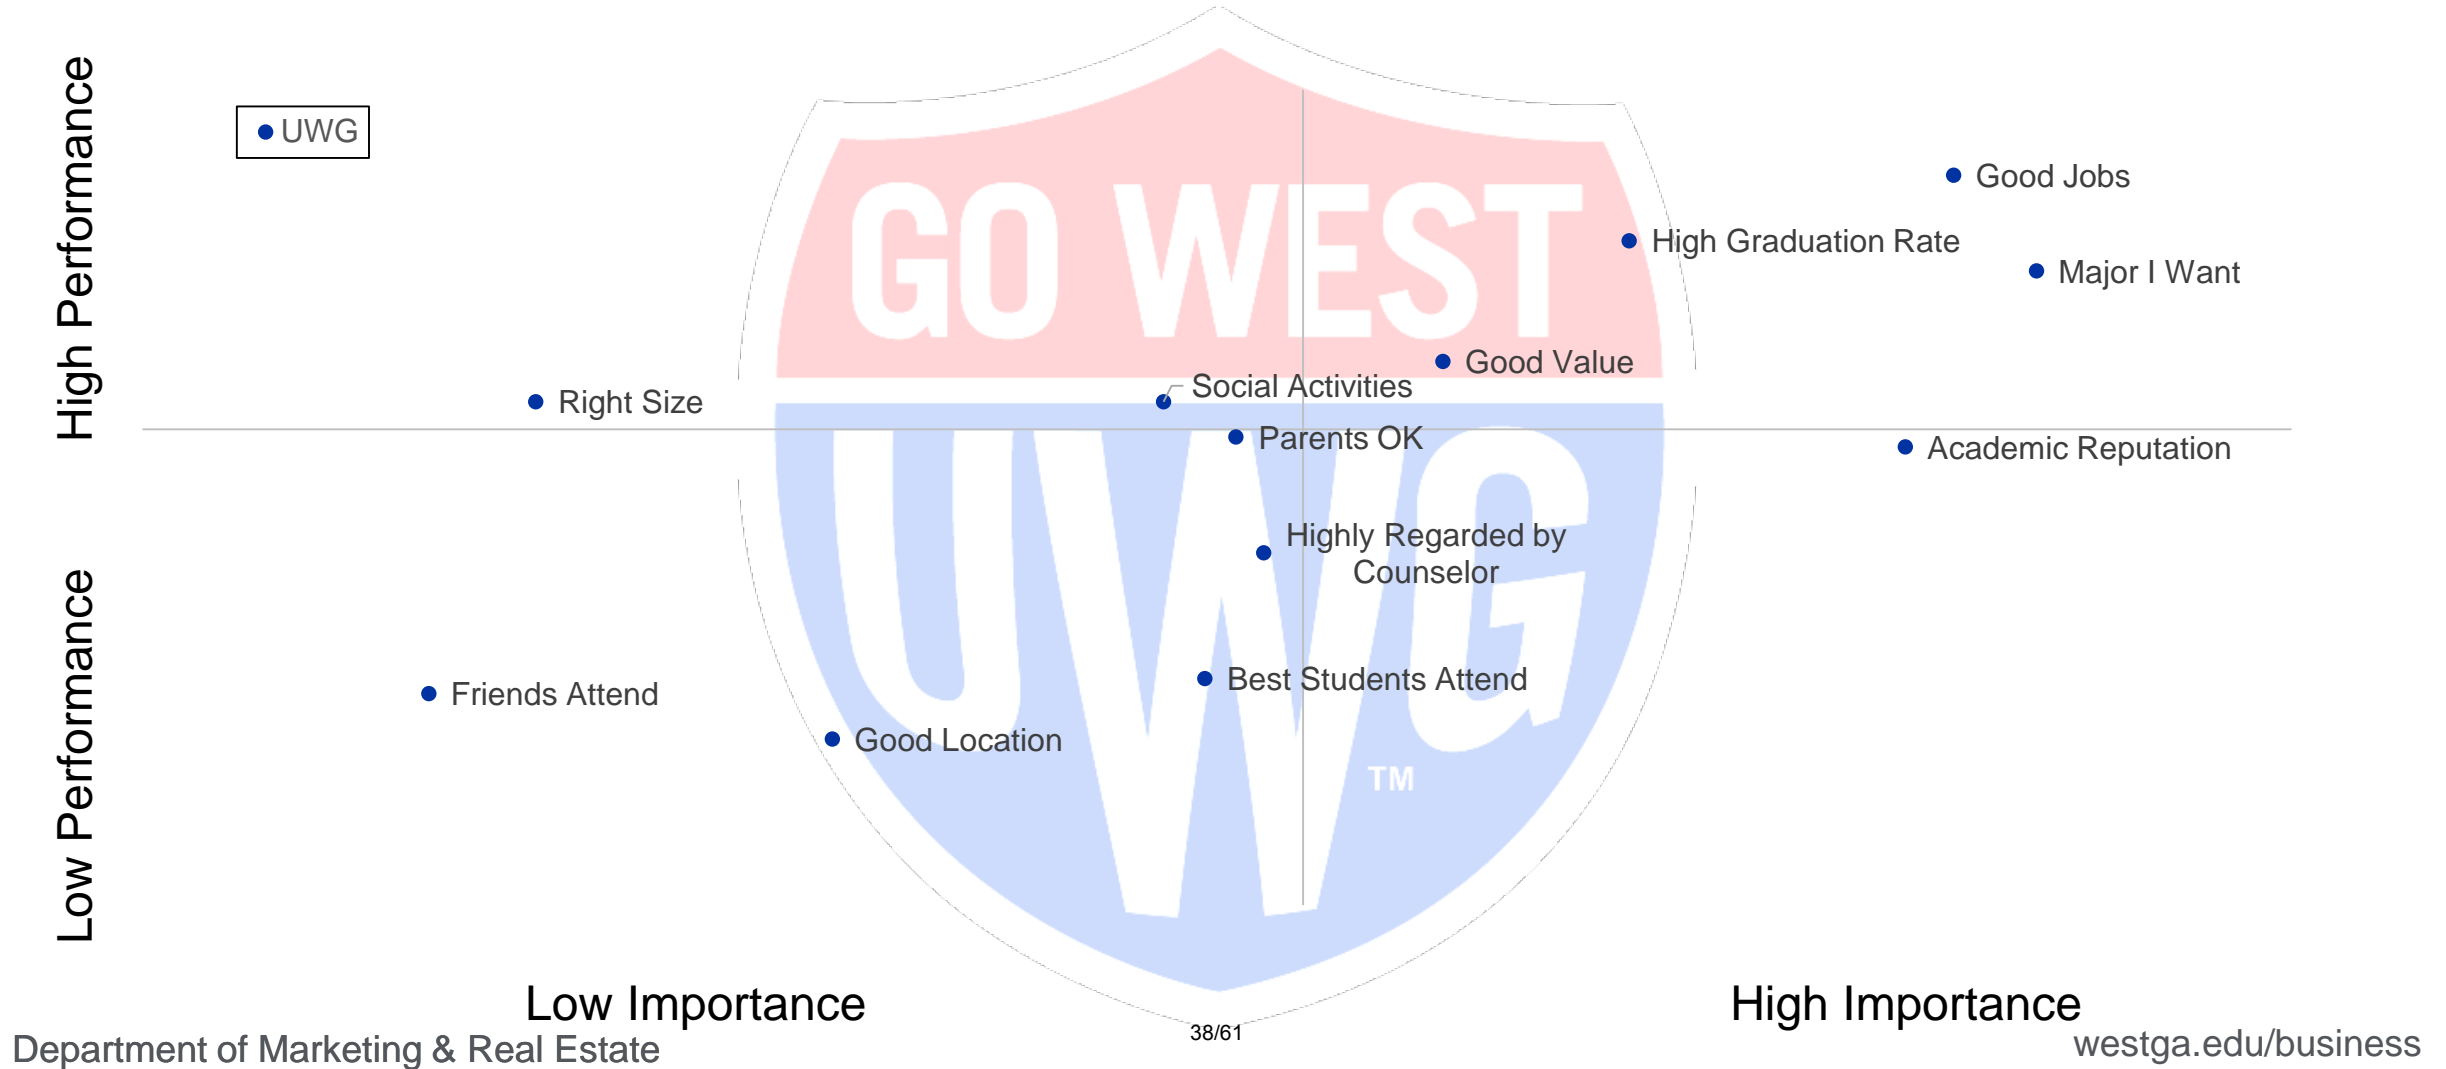 High Performance
UWG
GO WEST
Good Jobs
High Graduation Rate
Major I Want
Good Value
Social Activities
Right Size
Parents OK
Academic Reputation
UWG
Highly Regarded by
Counselor
Low Performance
Best Students Attend
Friends Attend
Good Location
TM
Low Importance
High Importance
38/61
Department of Marketing & Real Estate
westga.edu/business